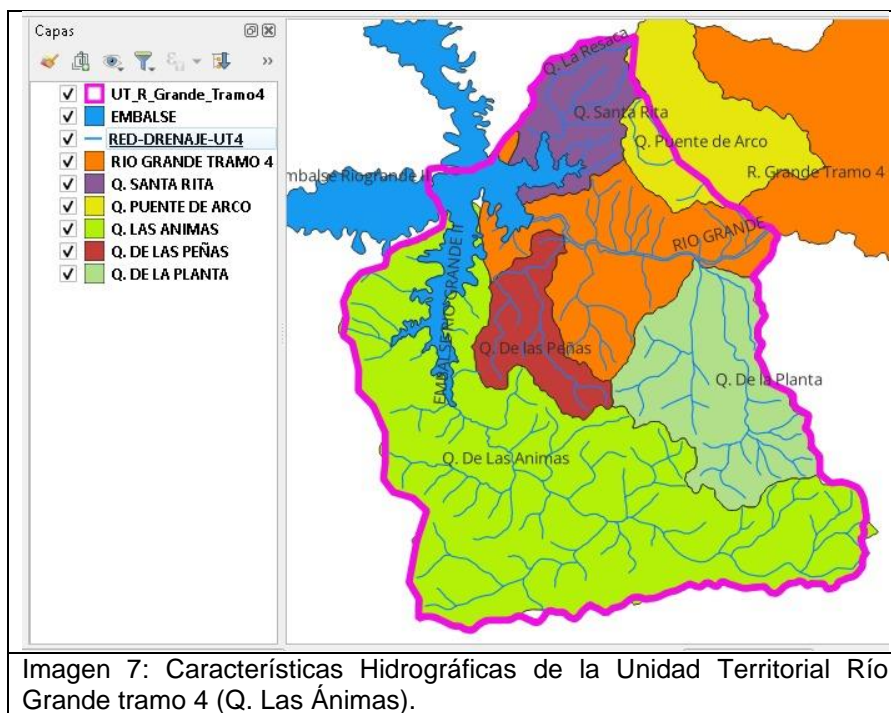 Capas
»
UT_R_Grande_Tramo4
EMBALSE
RED-DRENAJE-UT4
RIO GRANDE TRAMO 4
Q. SANTA RITA
Q. PUENTE DE ARCO
Q. LAS ANIMAS
Q. DE LAS PEÑAS
Q. DE LA PLANTA
Q. La Resaca
Q. Santa Rita
Q. Puente de Arco
mbalse Riogrande II
R. Grande Tramo 4
RIO GRANDE
EMBALSE RIO GRANDE II
Q. De las Peñas
Q. De la Planta
Q. De Las Animas
Imagen 7: Características Hidrográficas de la Unidad Territorial Río
Grande tramo 4 (Q. Las Ánimas).